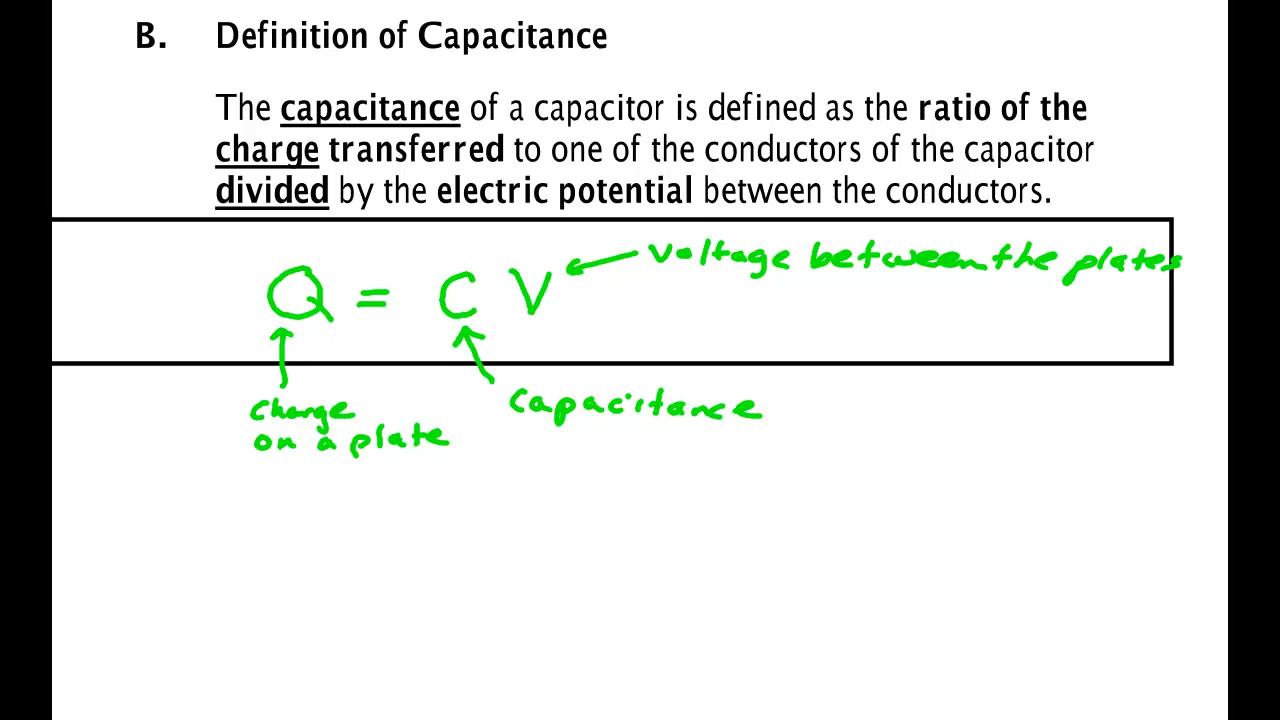 B. Definition of Capacitance
The capacitance of a capacitor is defined as the ratio of the
charge transferred to one of the conductors of the capacitor
divided by the electric potential between the conductors.
voltage between the plates
Q = C V
capacitance
charge
on a plate